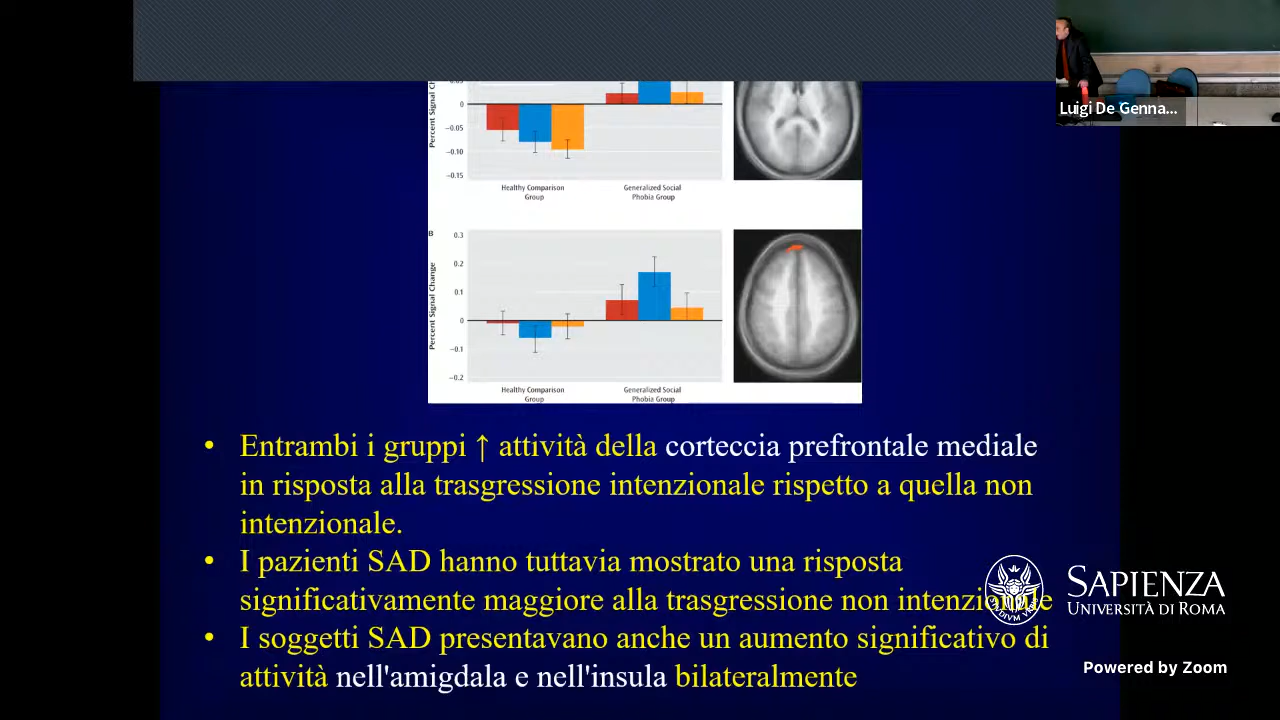 Luigi De Genna...
Percent Signal Ch
0.05
0
−0.05
−0.10
−0.15
Healthy Comparison
Group
Generalized Social
Phobia Group
B
Percent Signal Change
0.3
0.2
0.1
0
−0.1
−0.2
Healthy Comparison
Group
Generalized Social
Phobia Group
• Entrambi i gruppi ↑ attività della corteccia prefrontale mediale
in risposta alla trasgressione intenzionale rispetto a quella non
intenzionale.
• I pazienti SAD hanno tuttavia mostrato una risposta
significativamente maggiore alla trasgressione non intenzionale
• I soggetti SAD presentavano anche un aumento significativo di
attività nell'amigdala e nell'insula bilateralmente
SAPIENZA
UNIVERSITÀ DI ROMA
Powered by Zoom